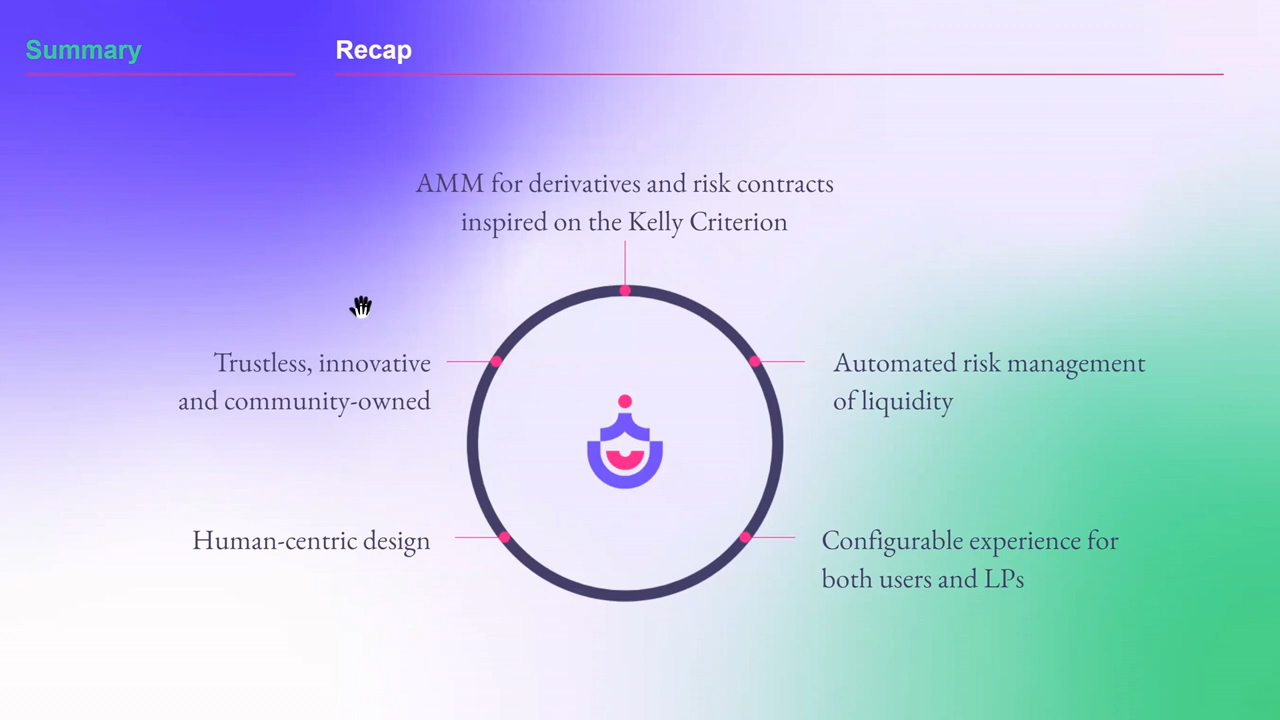 Summary
Recap
AMM for derivatives and risk contracts
inspired on the Kelly Criterion
Trustless, innovative
and community-owned
Automated risk management
of liquidity
Human-centric design
Configurable experience for
both users and LPs